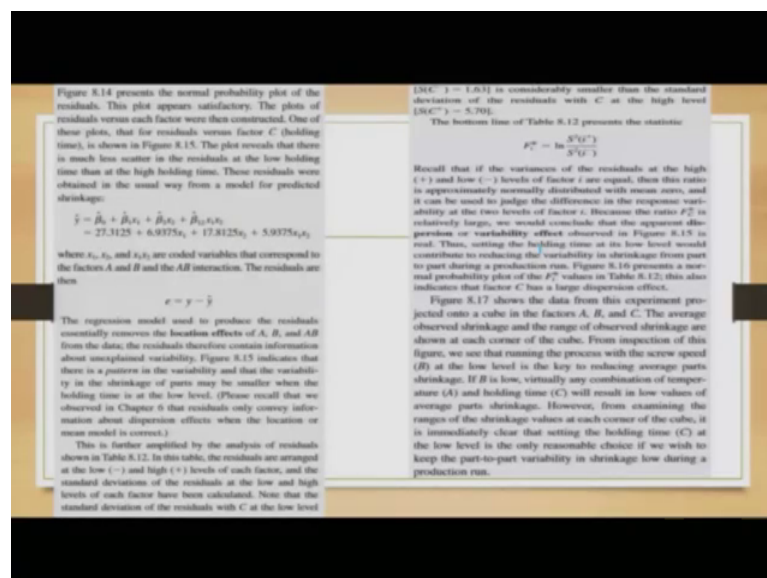 Figure 8.14 presents the normal probability plot of the
residuals. This plot appears satisfactory. The plots of
residuals versus each factor were then constructed. One of
these plots, that for residuals versus factor C (holding
time), is shown in Figure 8.15. The plot reveals that there
is much less scatter in the residuals at the low holding
time than at the high holding time. These residuals were
obtained in the usual way from a model for predicted
shrinkage:
ŷ = β̂₀ + β̂₁x₁ + β̂₂x₂ + β̂₁₂x₁x₂
= 27.3125 + 6.9375x₁ + 17.8125x₂ + 5.9375x₁x₂
where x₁, x₂, and x₁x₂ are coded variables that correspond to
the factors A and B and the AB interaction. The residuals are
then
e = y − ŷ
The regression model used to produce the residuals
essentially removes the location effects of A, B, and AB
from the data; the residuals therefore contain information
about unexplained variability. Figure 8.15 indicates that
there is a pattern in the variability and that the variabili-
ty in the shrinkage of parts may be smaller when the
holding time is at the low level. (Please recall that we
observed in Chapter 6 that residuals only convey infor-
mation about dispersion effects when the location or
mean model is correct.)
This is further amplified by the analysis of residuals
shown in Table 8.12. In this table, the residuals are arranged
at the low (−) and high (+) levels of each factor, and the
standard deviations of the residuals at the low and high
levels of each factor have been calculated. Note that the
standard deviation of the residuals with C at the low level
[S(C⁻) = 1.63] is considerably smaller than the standard
deviation of the residuals with C at the high level
[S(C⁺) = 5.70].
The bottom line of Table 8.12 presents the statistic
F*ᵢ = ln S²(i⁺)/S²(i⁻)
Recall that if the variances of the residuals at the high
(+) and low (−) levels of factor i are equal, then this ratio
is approximately normally distributed with mean zero, and
it can be used to judge the difference in the response vari-
ability at the two levels of factor i. Because the ratio F*_C is
relatively large, we would conclude that the apparent dis-
persion or variability effect observed in Figure 8.15 is
real. Thus, setting the holding time at its low level would
contribute to reducing the variability in shrinkage from part
to part during a production run. Figure 8.16 presents a nor-
mal probability plot of the F*ᵢ values in Table 8.12; this also
indicates that factor C has a large dispersion effect.
Figure 8.17 shows the data from this experiment pro-
jected onto a cube in the factors A, B, and C. The average
observed shrinkage and the range of observed shrinkage are
shown at each corner of the cube. From inspection of this
figure, we see that running the process with the screw speed
(B) at the low level is the key to reducing average parts
shrinkage. If B is low, virtually any combination of temper-
ature (A) and holding time (C) will result in low values of
average parts shrinkage. However, from examining the
ranges of the shrinkage values at each corner of the cube, it
is immediately clear that setting the holding time (C) at
the low level is the only reasonable choice if we wish to
keep the part-to-part variability in shrinkage low during a
production run.